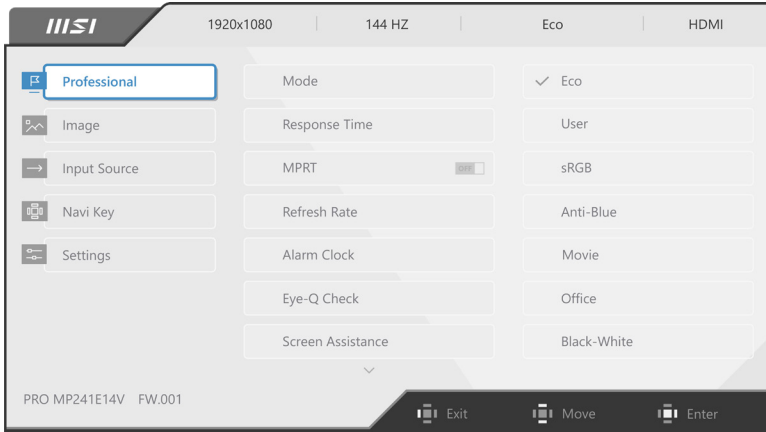 msi
1920x1080
144 HZ
Eco
HDMI
Professional
Mode
Eco
Image
Response Time
User
Input Source
MPRT
OFF
sRGB
Navi Key
Refresh Rate
Anti-Blue
Settings
Alarm Clock
Movie
Eye-Q Check
Office
Screen Assistance
Black-White
PRO MP241E14V FW.001
Exit
Move
Enter